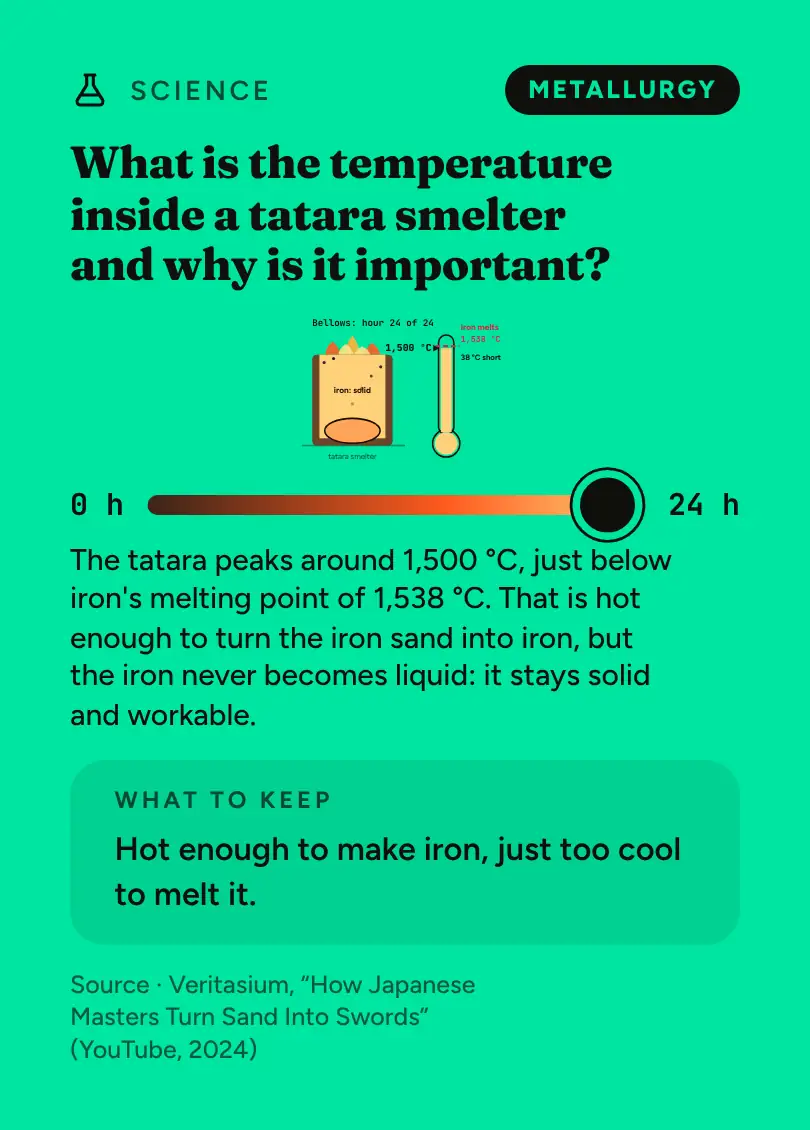 SCIENCE
METALLURGY
What is the temperature
inside a tatara smelter
and why is it important?
Bellows: hour 24 of 24
Iron melts
1,538 °C
1,500 °C
38 °C short
iron: solid
tatara smelter
0 h
24 h
The tatara peaks around 1,500 °C, just below
iron's melting point of 1,538 °C. That is hot
enough to turn the iron sand into iron, but
the iron never becomes liquid: it stays solid
and workable.
WHAT TO KEEP
Hot enough to make iron, just too cool
to melt it.
Source · Veritasium, “How Japanese
Masters Turn Sand Into Swords”
(YouTube, 2024)